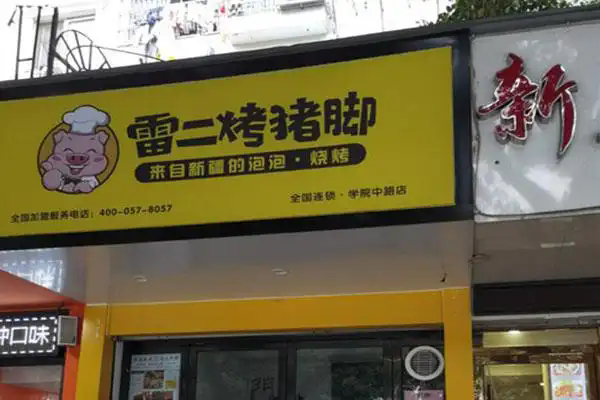 雷二烤猪脚
来自新疆的泡泡·烧烤
全国连锁·学院中路店
全国加盟服务电话：400-057-8057
新
种口味